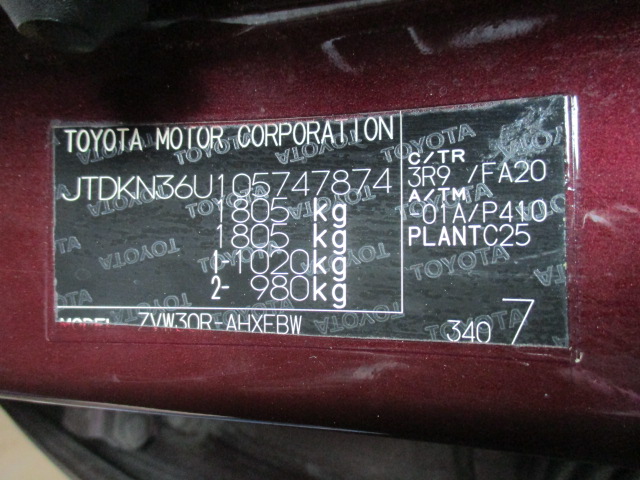 TOYOTA MOTOR CORPORATION
JTDKN36U105747874
1805 kg
1805 kg
1-1020kg
2- 980kg
C/TR
3R9 /FA20
A/TM
-01A/P410
PLANTC25
MODEL ZVW30R-AHXEBW
340 7